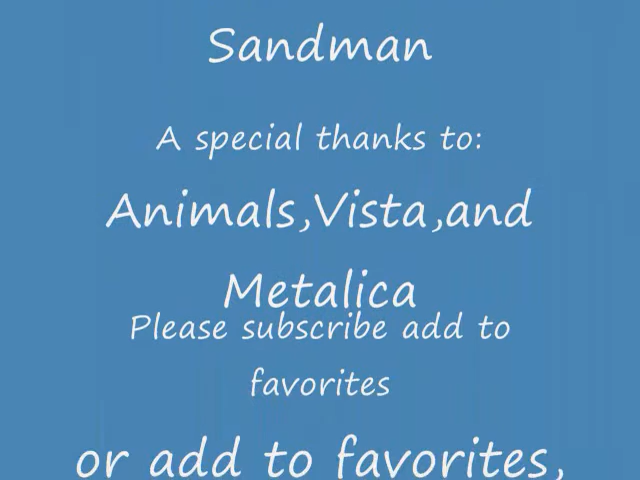 Sandman
A special thanks to:
Animals,Vista,and
Metalica
Please subscribe add to
favorites
or add to favorites,